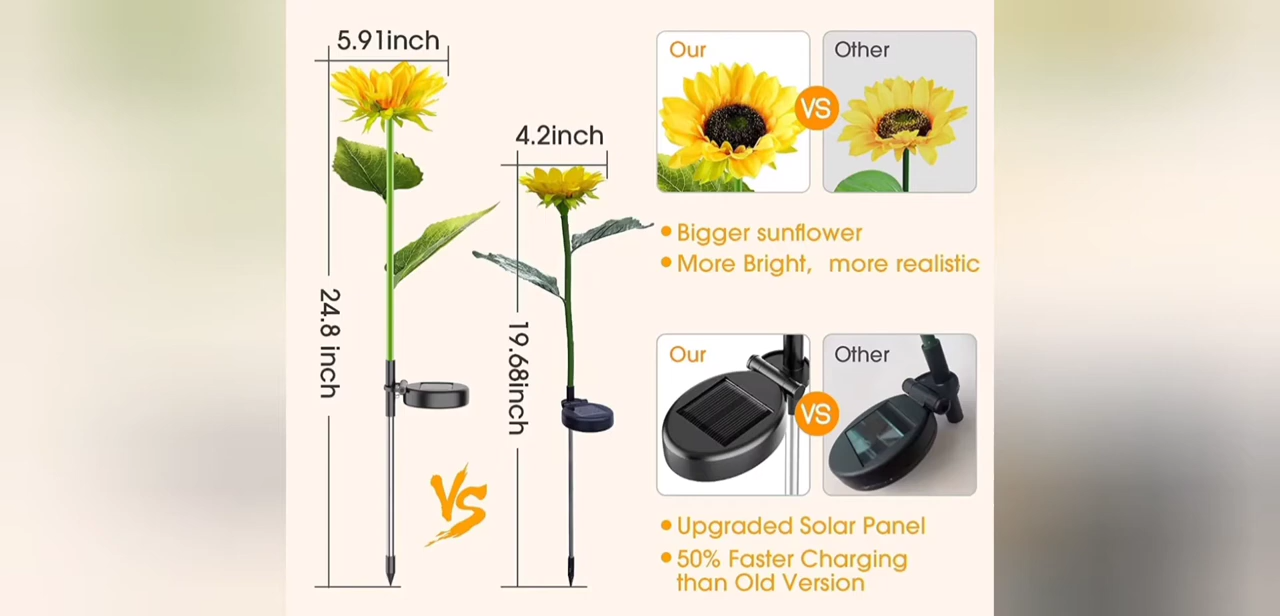 5.91inch
24.8 inch
4.2inch
19.68inch
VS
Our
VS
Other
Bigger sunflower
More Bright, more realistic
Our
VS
Other
Upgraded Solar Panel
50% Faster Charging
than Old Version